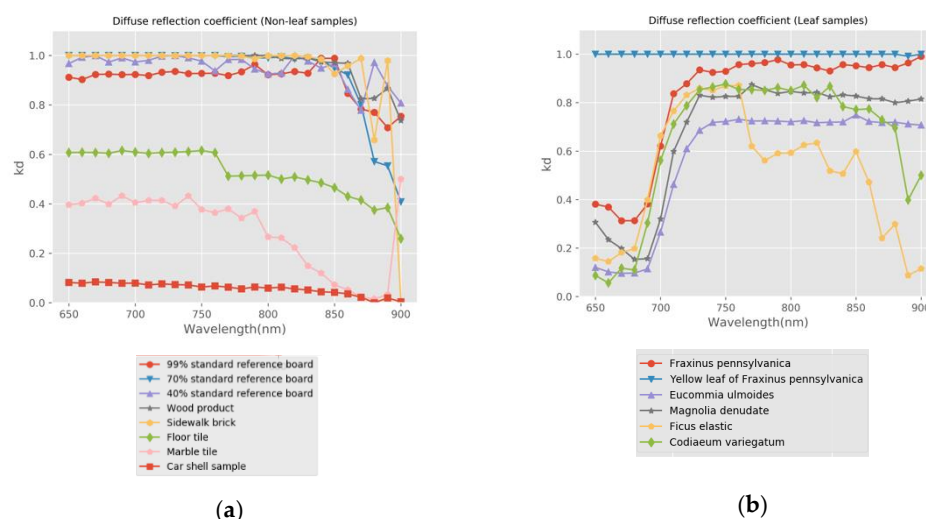 Diffuse reflection coefficient (Non-leaf samples)
1.0
0.8
0.6
0.4
0.2
0.0
kd
650
700
750
800
850
900
Wavelength(nm)
99% standard reference board
70% standard reference board
40% standard reference board
Wood product
Sidewalk brick
Floor tile
Marble tile
Car shell sample
(a)
Diffuse reflection coefficient (Leaf samples)
1.0
0.8
0.6
0.4
0.2
0.0
kd
650
700
750
800
850
900
Wavelength(nm)
Fraxinus pennsylvanica
Yellow leaf of Fraxinus pennsylvanica
Eucommia ulmoides
Magnolia denudate
Ficus elastic
Codiaeum variegatum
(b)